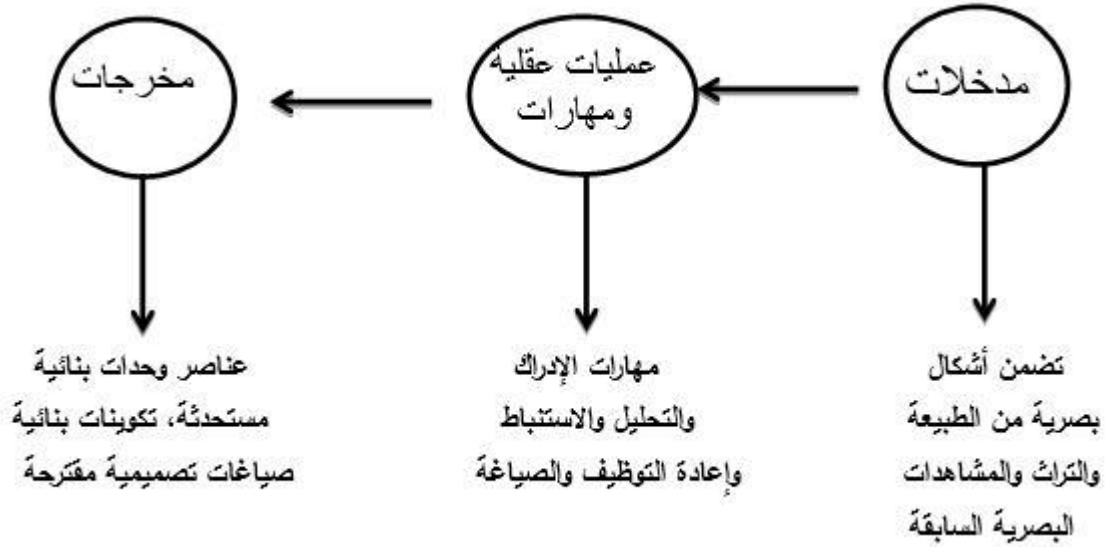 مدخلات
عمليات عقلية
ومهارات
مخرجات
تضمن أشكال
بصرية من الطبيعة
والتراث والمشاهدات
البصرية السابقة
مهارات الإدراك
والتحليل والاستنباط
وإعادة التوظيف والصياغة
عناصر وحدات بنائية
مستحدثة، تكوينات بنائية
صياغات تصميمية مقترحة